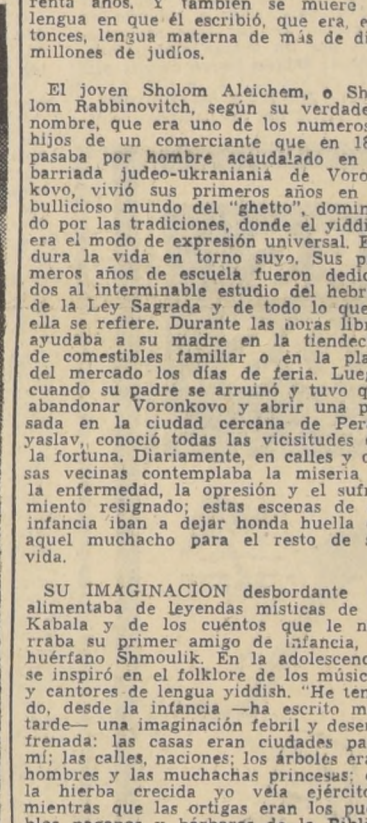 renta años. Y también se muere
lengua en que él escribió, que era, e
tonces, lengua materna de más de di
millones de judíos.
El joven Sholom Aleichem, o Sh
lom Rabbinovitch, según su verdade
nombre, que era uno de los numeros
hijos de un comerciante que en 18
pasaba por hombre acaudalado en
barriada judeo-ukraniania de Voro
kovo, vivió sus primeros años en
bullicioso mundo del "ghetto", domin
do por las tradiciones, donde el yiddi
era el modo de expresión universal. E
dura la vida en torno suyo. Sus p
meros años de escuela fueron dedic
dos al interminable estudio del hebr
de la Ley Sagrada y de todo lo que
ella se refiere. Durante las horas libr
ayudaba a su madre en la tiendec
de comestibles familiar o en la pla
del mercado los días de feria. Lueg
cuando su padre se arruinó y tuvo q
abandonar Voronkovo y abrir una p
sada en la ciudad cercana de Per
yaslav, conoció todas las vicisitudes
la fortuna. Diariamente, en calles y c
sas vecinas contemplaba la miseria
la enfermedad, la opresión y el sufr
miento resignado; estas escenas de
infancia iban a dejar honda huella
aquel muchacho para el resto de
vida.
SU IMAGINACION desbordante
alimentaba de leyendas místicas de
Kabala y de los cuentos que le n
rraba su primer amigo de infancia,
huérfano Shmoulik. En la adolescenc
se inspiró en el folklore de los músic
y cantores de lengua yiddish. "He ten
do, desde la infancia —ha escrito m
tarde— una imaginación febril y desen
frenada: las casas eran ciudades pa
mí; las calles, naciones; los árboles era
hombres y las muchachas princesas;
la hierba crecida yo veía ejército
mientras que las ortigas eran los pue